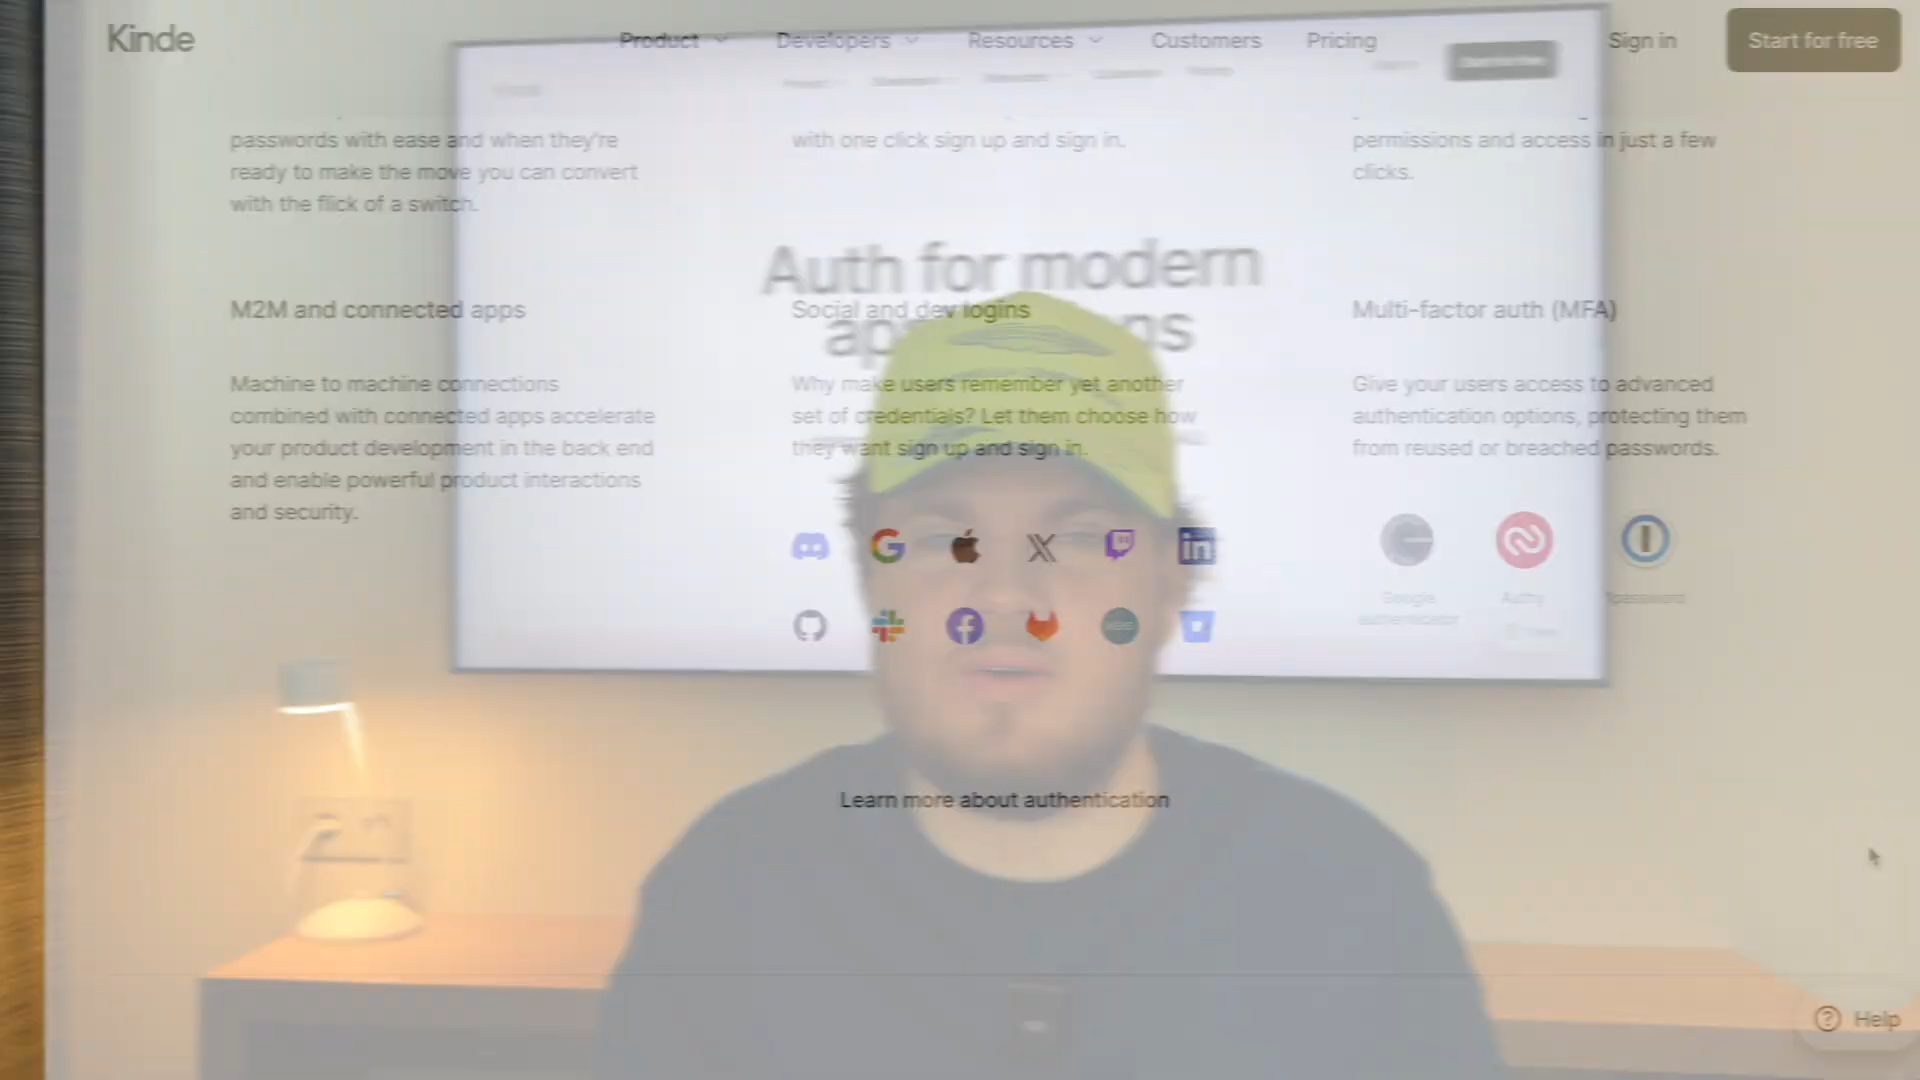 Kinde
Product
Developers
Resources
Customers
Pricing
Sign in
Start for free
passwords with ease and when they're
ready to make the move you can convert
with the flick of a switch.
with one click sign up and sign in.
permissions and access in just a few
clicks.
Auth for modern
M2M and connected apps
Machine to machine connections
combined with connected apps accelerate
your product development in the back end
and enable powerful product interactions
and security.
Social and dev logins
Why make users remember yet another
set of credentials? Let them choose how
they want sign up and sign in.
Multi-factor auth (MFA)
Give your users access to advanced
authentication options, protecting them
from reused or breached passwords.
in
Google
authenticator
Authy
1password
Learn more about authentication
Help